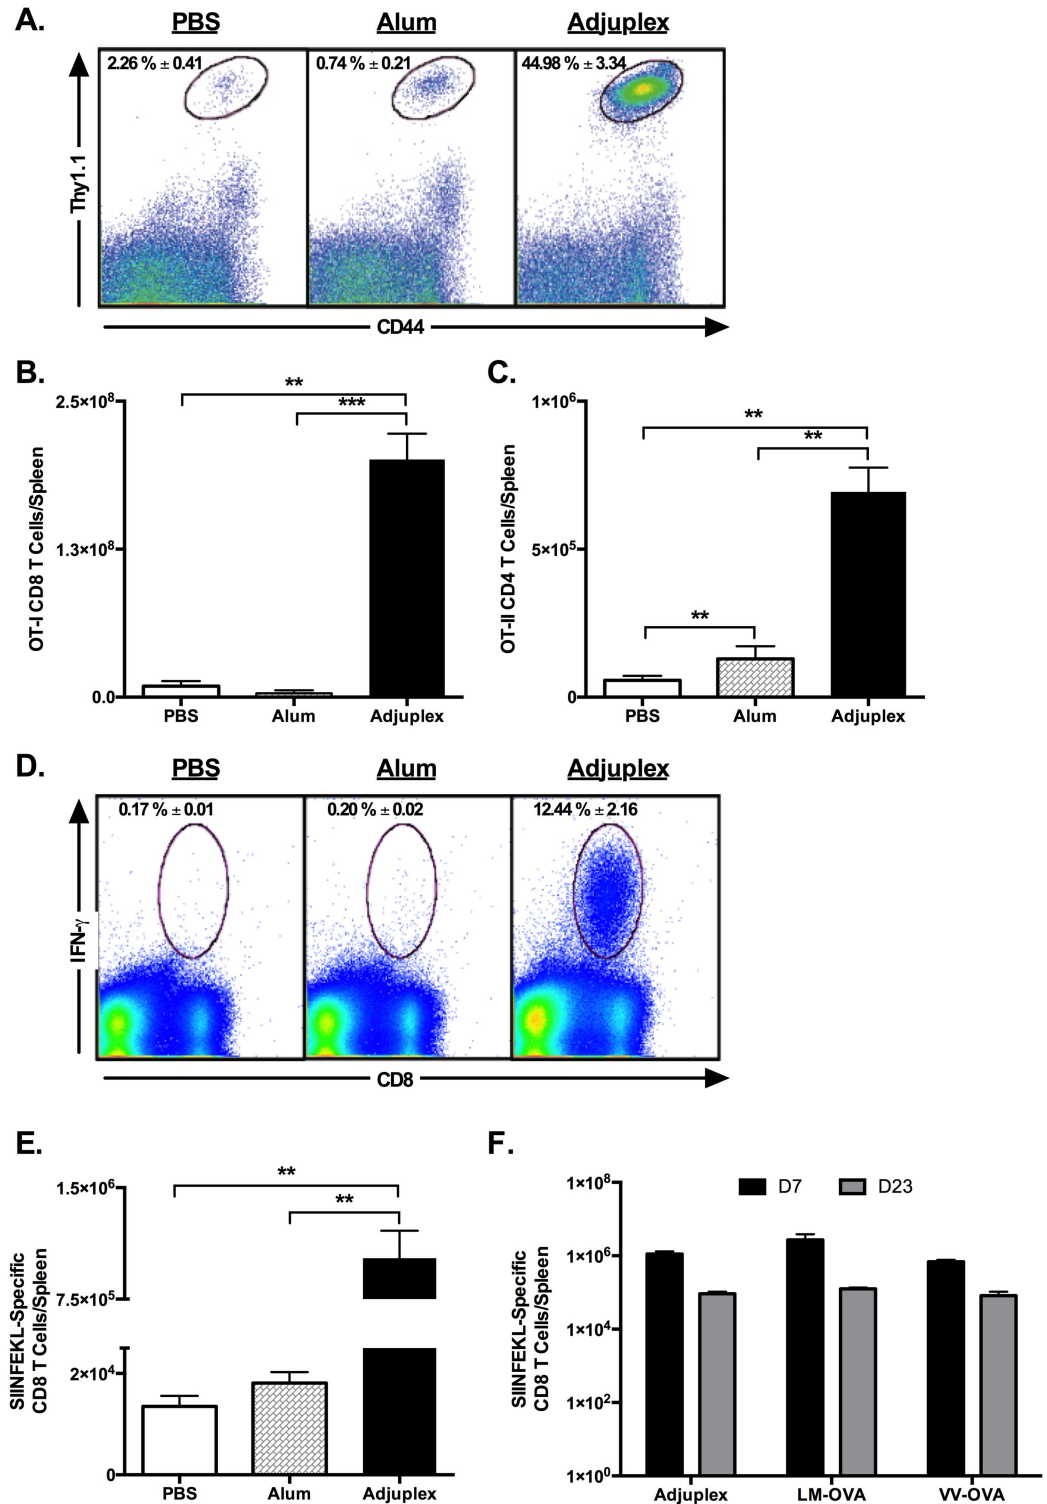 A.
PBS Alum Adjuplex
2.26 % ± 0.41 0.74 % ± 0.21 44.98 % ± 3.34
Thy1.1
CD44
B.
**
***
2.5×10⁸
1.3×10⁸
0.0
OT-I CD8 T Cells/Spleen
PBS Alum Adjuplex
C.
**
**
**
1×10⁶
5×10⁵
0
OT-II CD4 T Cells/Spleen
PBS Alum Adjuplex
D.
PBS Alum Adjuplex
0.17 % ± 0.01 0.20 % ± 0.02 12.44 % ± 2.16
IFN-γ
CD8
E.
**
**
1.5×10⁶
7.5×10⁵
2×10⁴
0
SIINFEKL-Specific
CD8 T Cells/Spleen
PBS Alum Adjuplex
F.
D7 D23
1×10⁸
1×10⁶
1×10⁴
1×10²
1×10⁰
SIINFEKL-Specific
CD8 T Cells/Spleen
Adjuplex LM-OVA VV-OVA